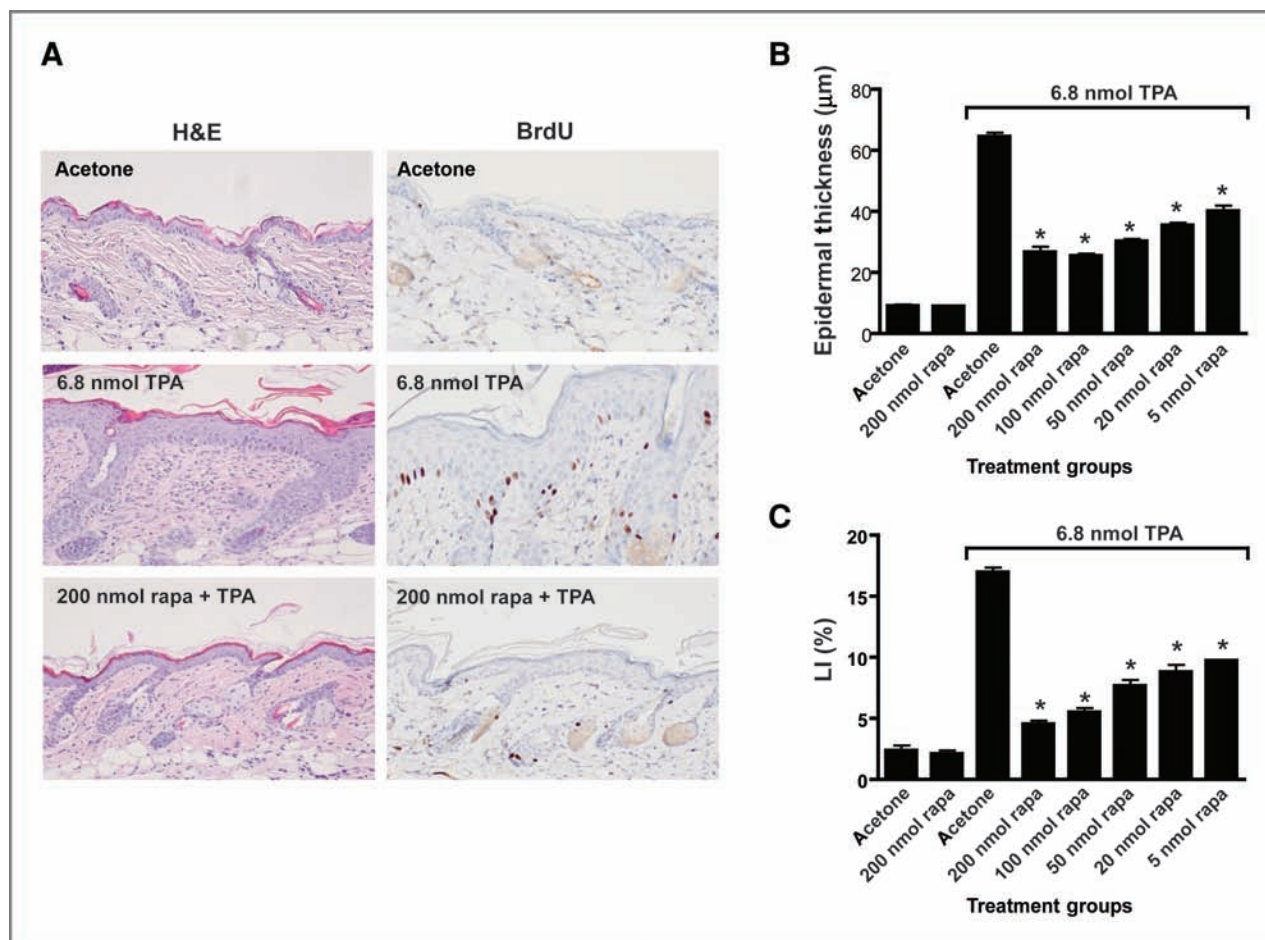 A
H&E
BrdU
Acetone
Acetone
6.8 nmol TPA
6.8 nmol TPA
200 nmol rapa + TPA
200 nmol rapa + TPA
B
6.8 nmol TPA
Epidermal thickness (μm)
80
60
40
20
0
* * * * *
Acetone
200 nmol rapa
Acetone
200 nmol rapa
100 nmol rapa
50 nmol rapa
20 nmol rapa
5 nmol rapa
Treatment groups
C
6.8 nmol TPA
LI (%)
20
15
10
5
0
* * * * *
Acetone
200 nmol rapa
Acetone
200 nmol rapa
100 nmol rapa
50 nmol rapa
20 nmol rapa
5 nmol rapa
Treatment groups